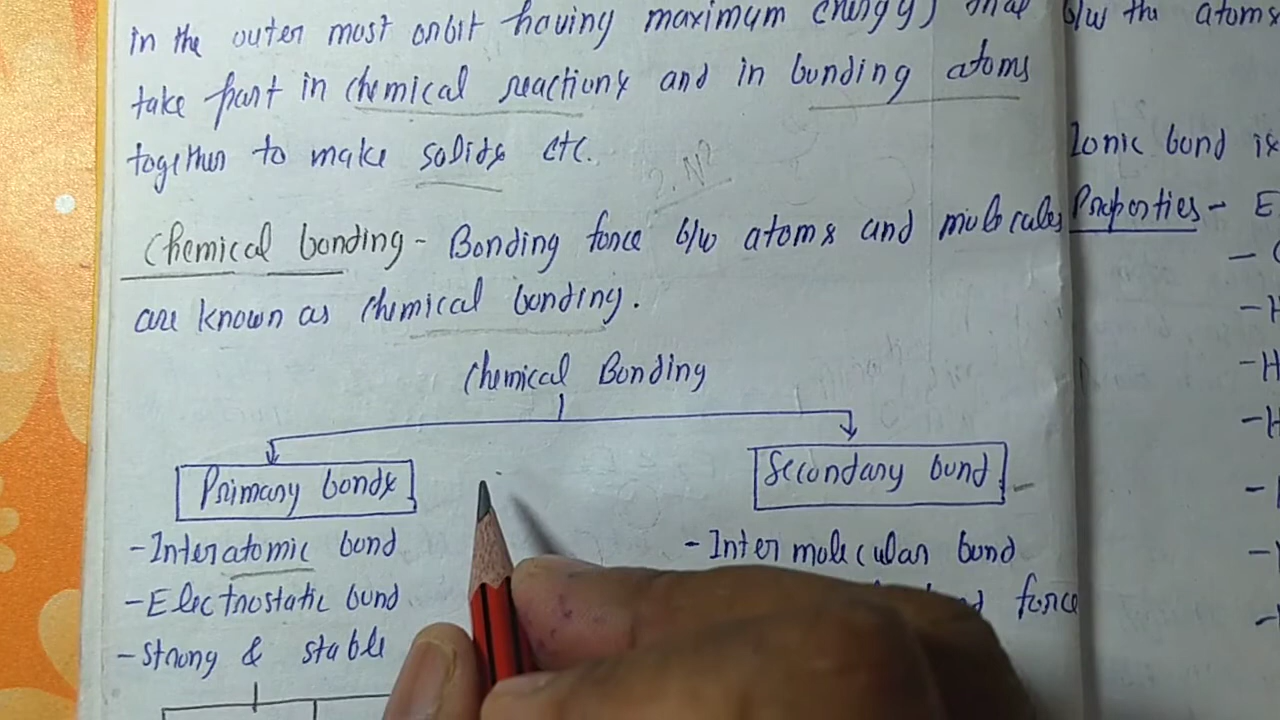 in the outer most orbit having maximum energy) that
take part in chemical reactions and in bonding atoms
together to make solids etc.
Chemical bonding - Bonding force b/w atoms and molecules
are known as chemical bonding.
Chemical Bonding
Primary bonds
- Interatomic bond
- Electrostatic bond
- strong & stable
Secondary bond
- Inter molecular bond
force
b/w the atoms
Ionic bond is
Properties - E